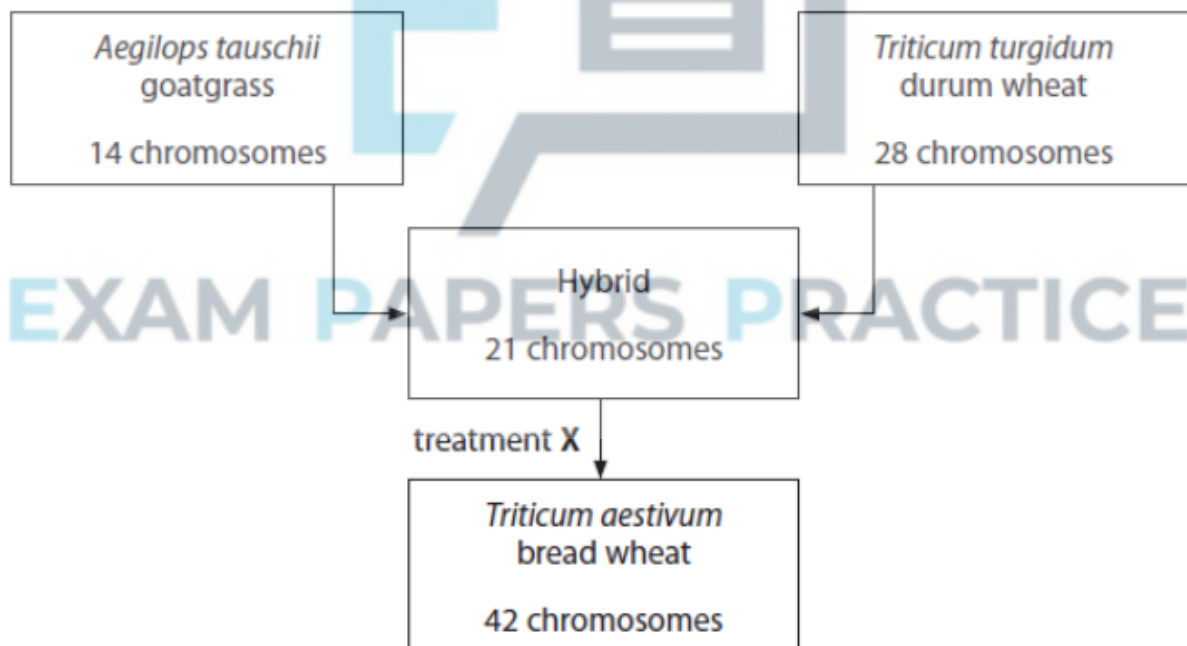 Aegilops tauschii
goatgrass
14 chromosomes
Triticum turgidum
durum wheat
28 chromosomes
EXAM PAPERS PRACTICE
Hybrid
21 chromosomes
treatment X
Triticum aestivum
bread wheat
42 chromosomes